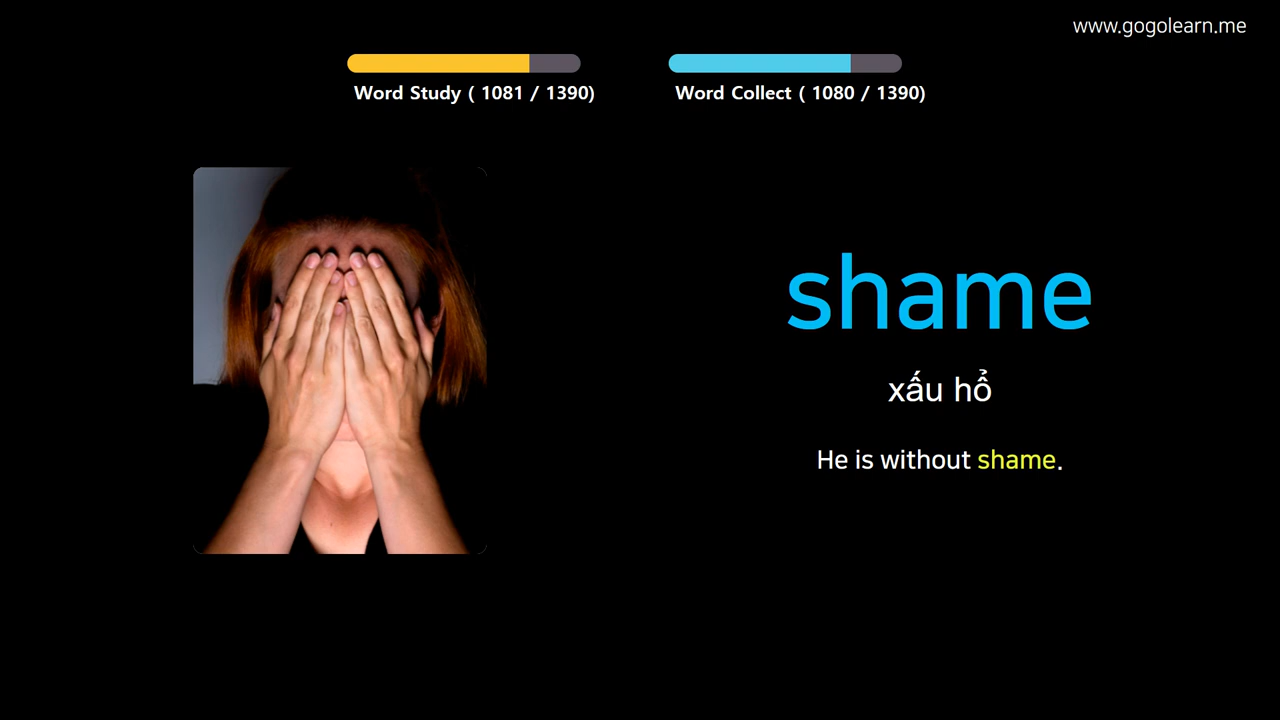 www.gogolearn.me
Word Study ( 1081 / 1390)
Word Collect ( 1080 / 1390)
shame
xấu hổ
He is without shame.